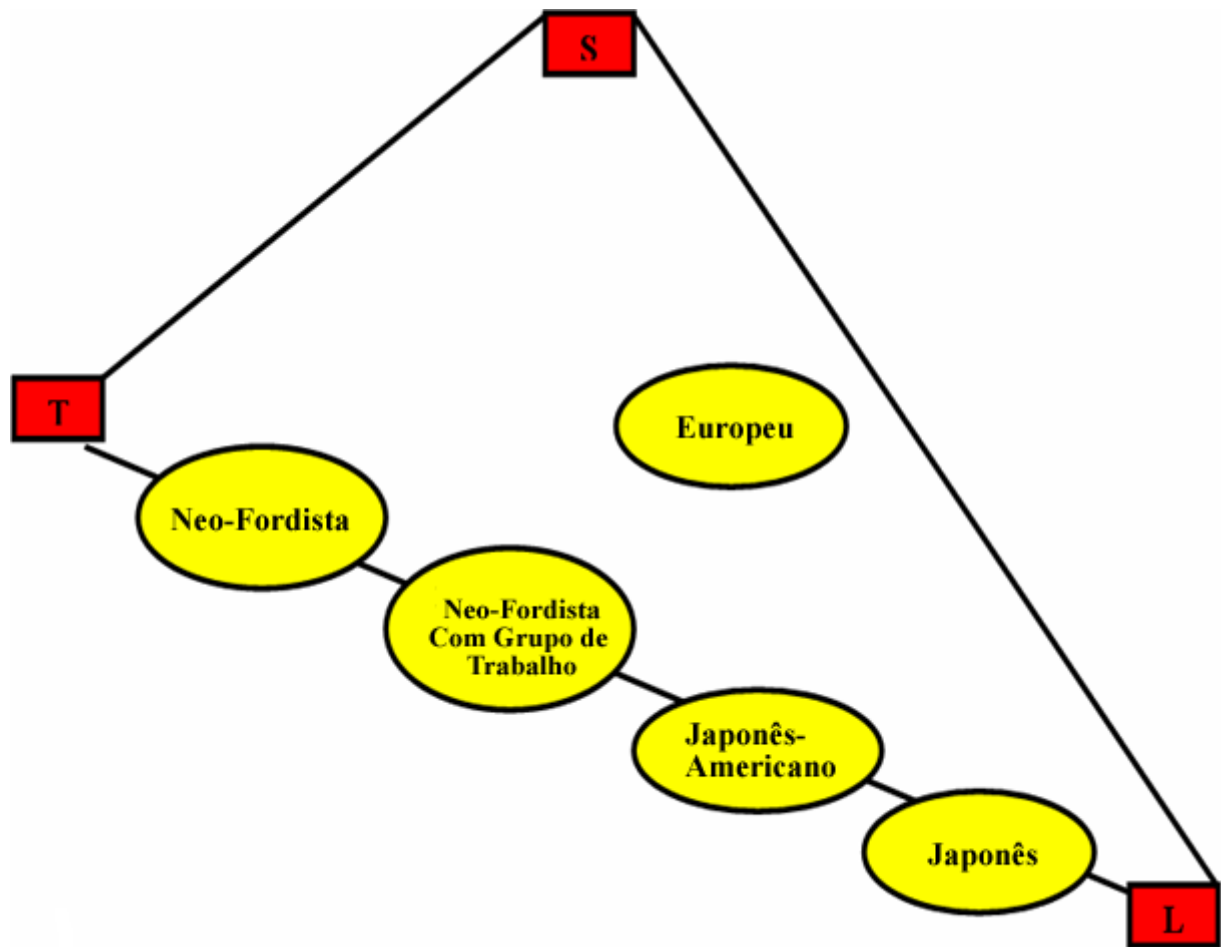 S
T
Europeu
Neo-Fordista
Neo-Fordista
Com Grupo de
Trabalho
Japonês-
Americano
Japonês
L